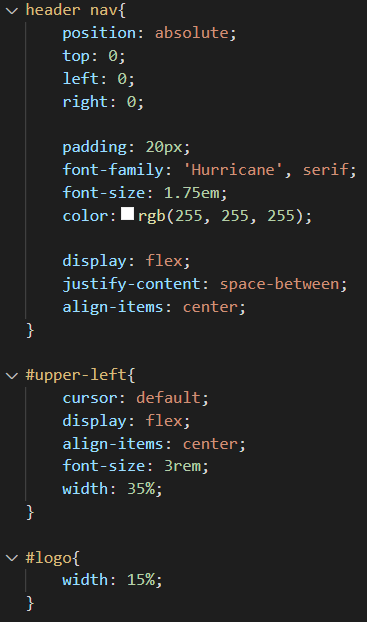 header nav{
position: absolute;
top: 0;
left: 0;
right: 0;
padding: 20px;
font-family: 'Hurricane', serif;
font-size: 1.75em;
color: rgb(255, 255, 255);
display: flex;
justify-content: space-between;
align-items: center;
}
#upper-left{
cursor: default;
display: flex;
align-items: center;
font-size: 3rem;
width: 35%;
}
#logo{
width: 15%;
}